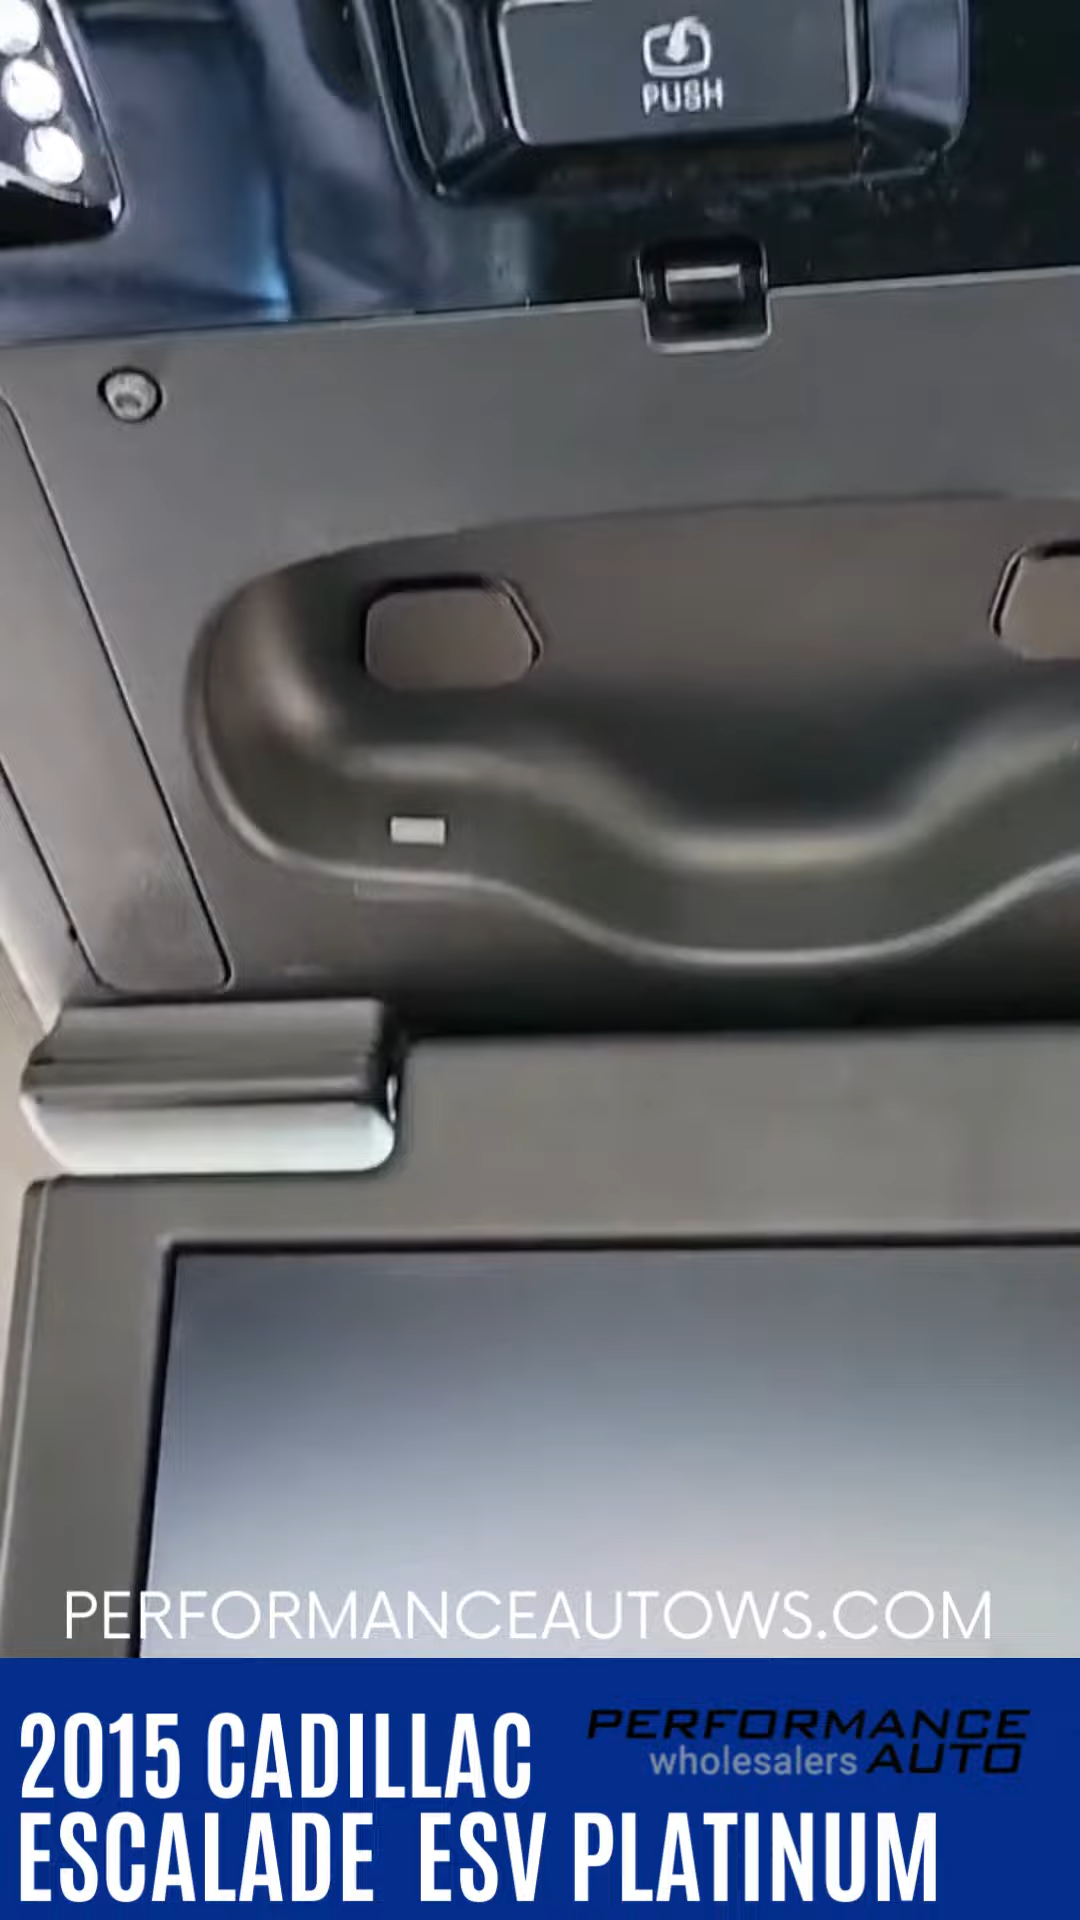 PUSH
PERFORMANCEAUTOWS.COM
2015 CADILLAC
ESCALADE ESV PLATINUM
PERFORMANCE
wholesalers AUTO